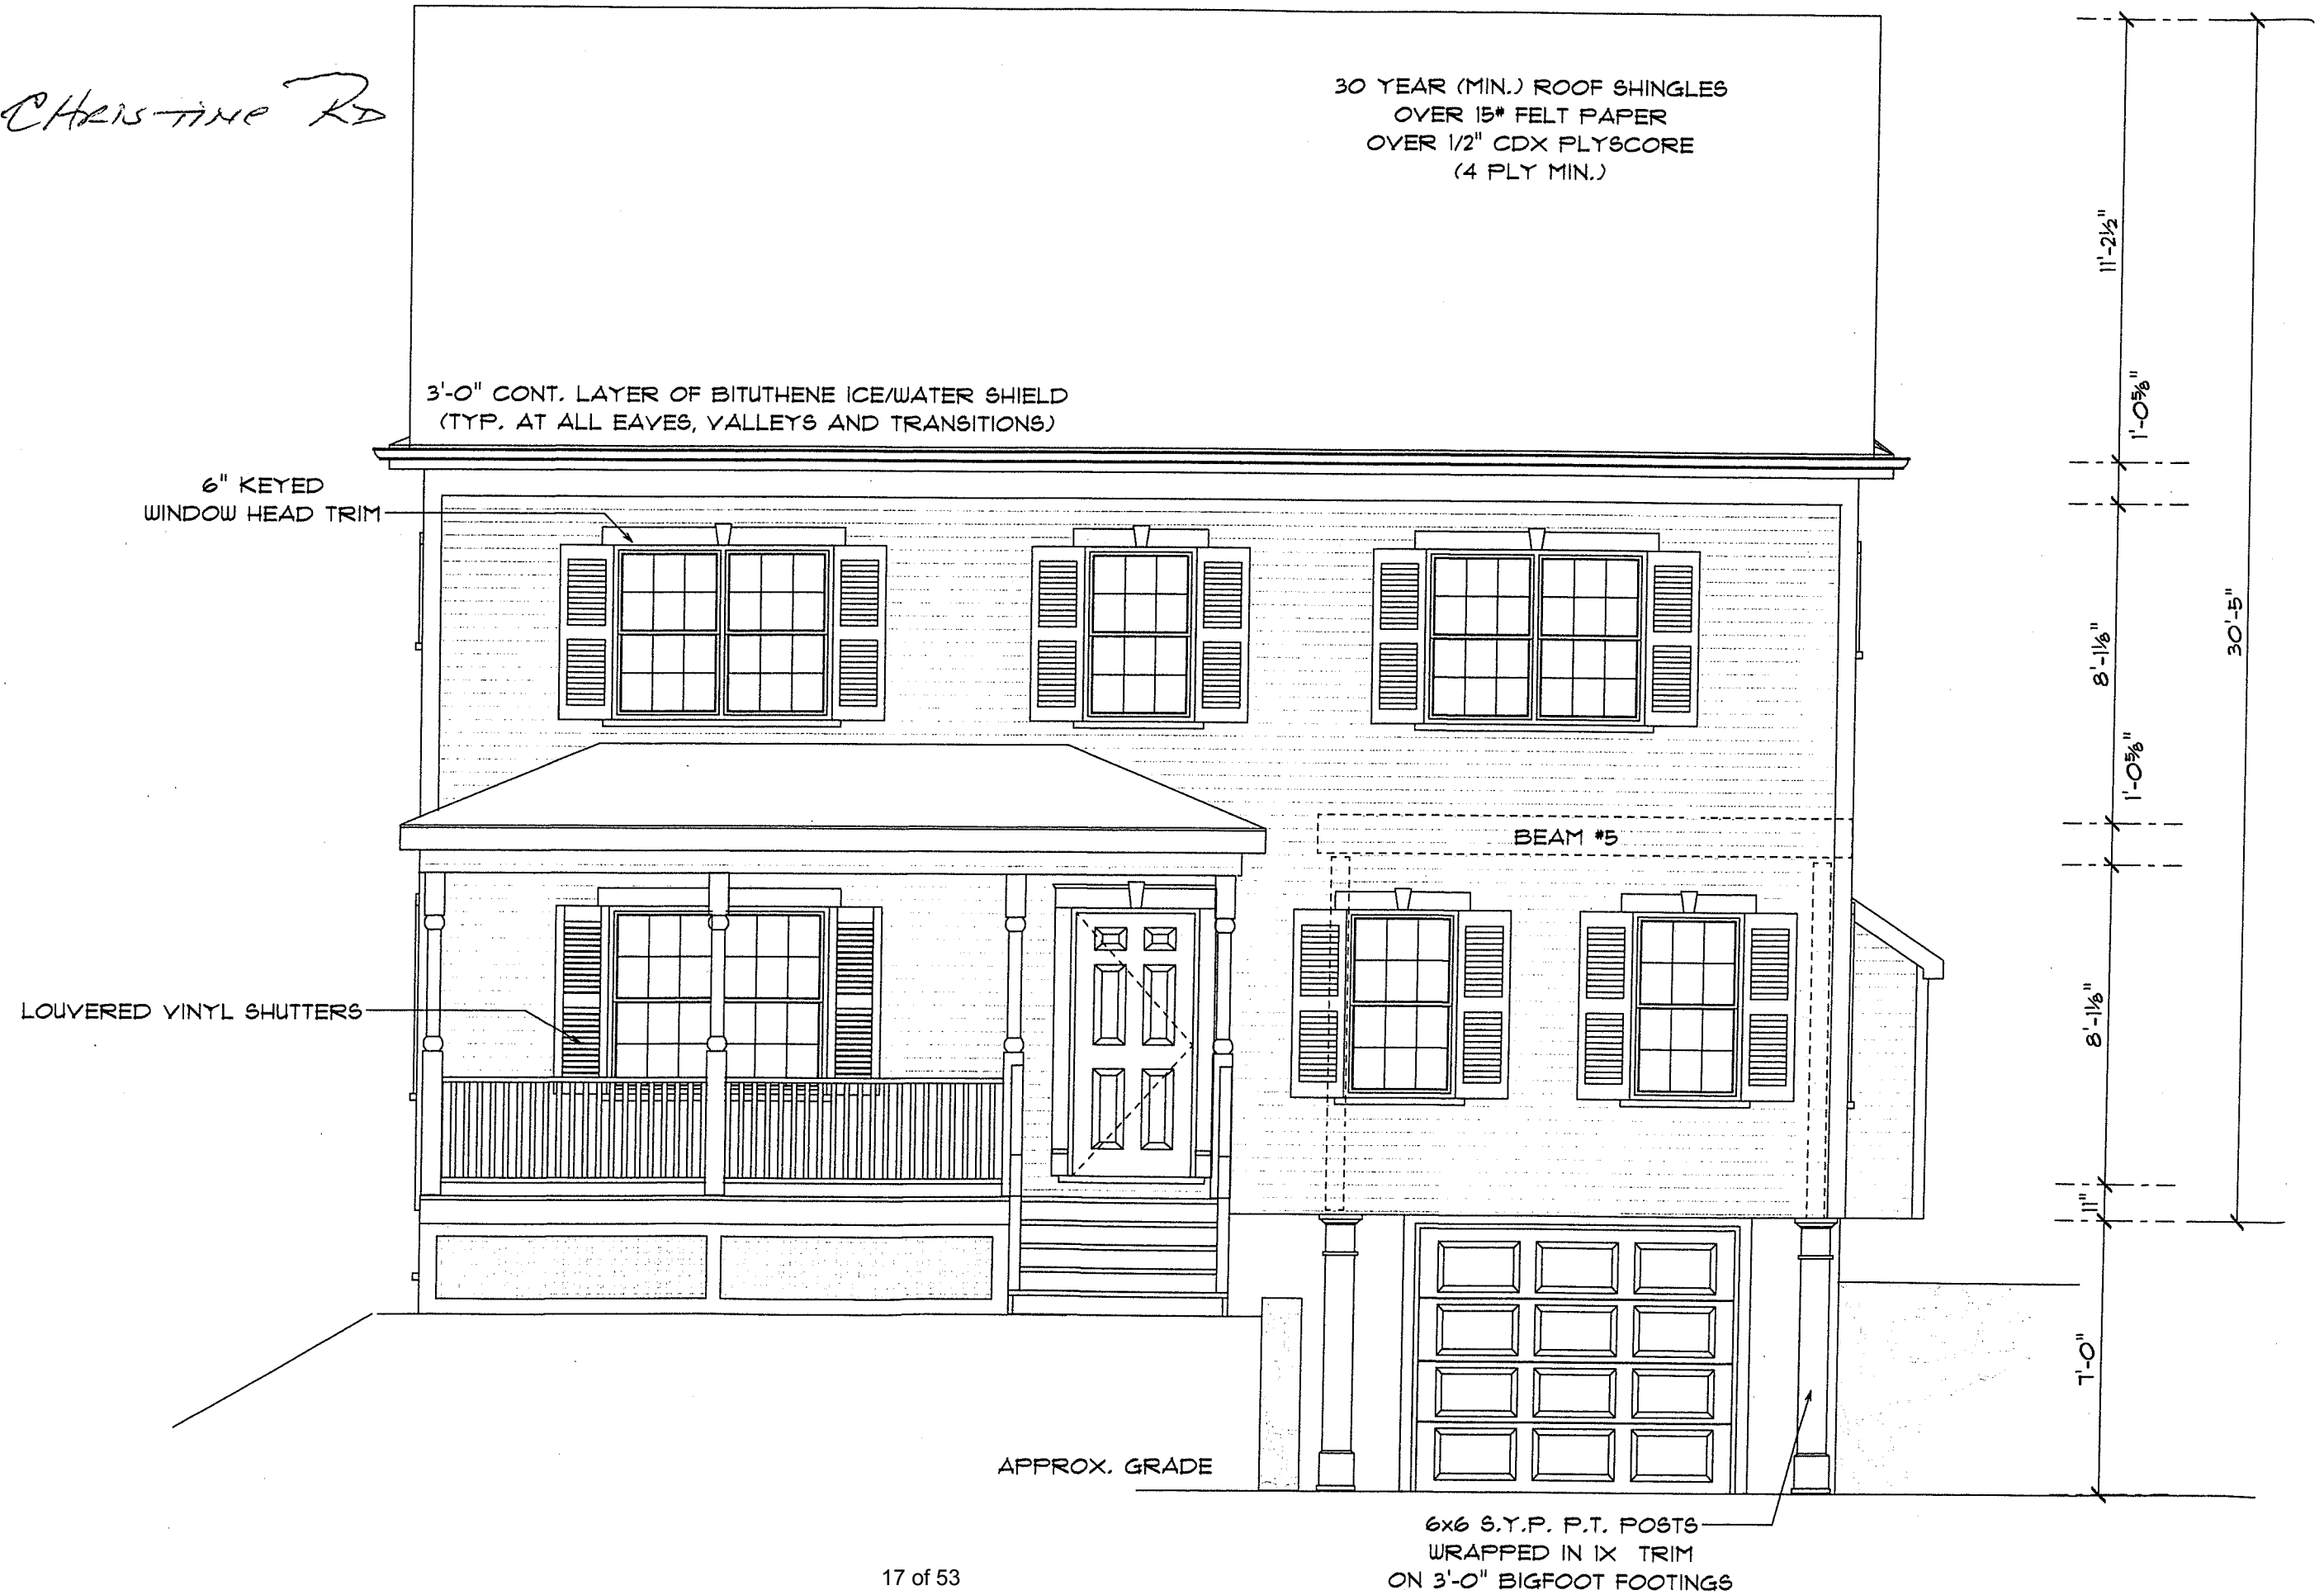 CHRISTINE RD
30 YEAR (MIN.) ROOF SHINGLES
OVER 15# FELT PAPER
OVER 1/2" CDX PLYSCORE
(4 PLY MIN.)
11'-2½"
3'-0" CONT. LAYER OF BITUTHENE ICE/WATER SHIELD
(TYP. AT ALL EAVES, VALLEYS AND TRANSITIONS)
1'-0⅝"
6" KEYED
WINDOW HEAD TRIM
8'-1⅛"
30'-5"
1'-0⅝"
BEAM #5
LOUVERED VINYL SHUTTERS
8'-1⅛"
11"
7'-0"
APPROX. GRADE
6x6 S.Y.P. P.T. POSTS
WRAPPED IN 1X TRIM
ON 3'-0" BIGFOOT FOOTINGS
17 of 53